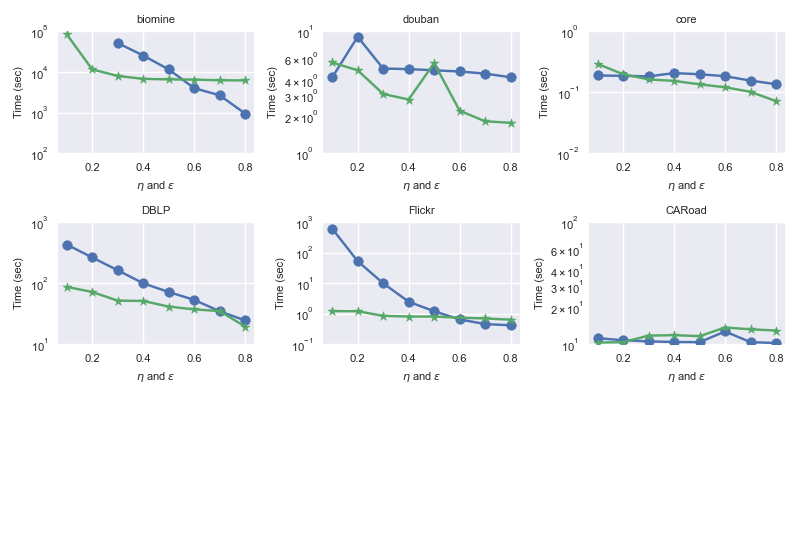 biomine
douban
core
Time (sec)
10^5
10^4
10^3
10^2
0.2 0.4 0.6 0.8
η and ε
Time (sec)
10^1
6 × 10^0
4 × 10^0
3 × 10^0
2 × 10^0
10^0
0.2 0.4 0.6 0.8
η and ε
Time (sec)
10^0
10^−1
10^−2
0.2 0.4 0.6 0.8
η and ε
DBLP
Flickr
CARoad
Time (sec)
10^3
10^2
10^1
0.2 0.4 0.6 0.8
η and ε
Time (sec)
10^3
10^2
10^1
10^0
10^−1
0.2 0.4 0.6 0.8
η and ε
Time (sec)
10^2
6 × 10^1
4 × 10^1
3 × 10^1
2 × 10^1
10^1
0.2 0.4 0.6 0.8
η and ε